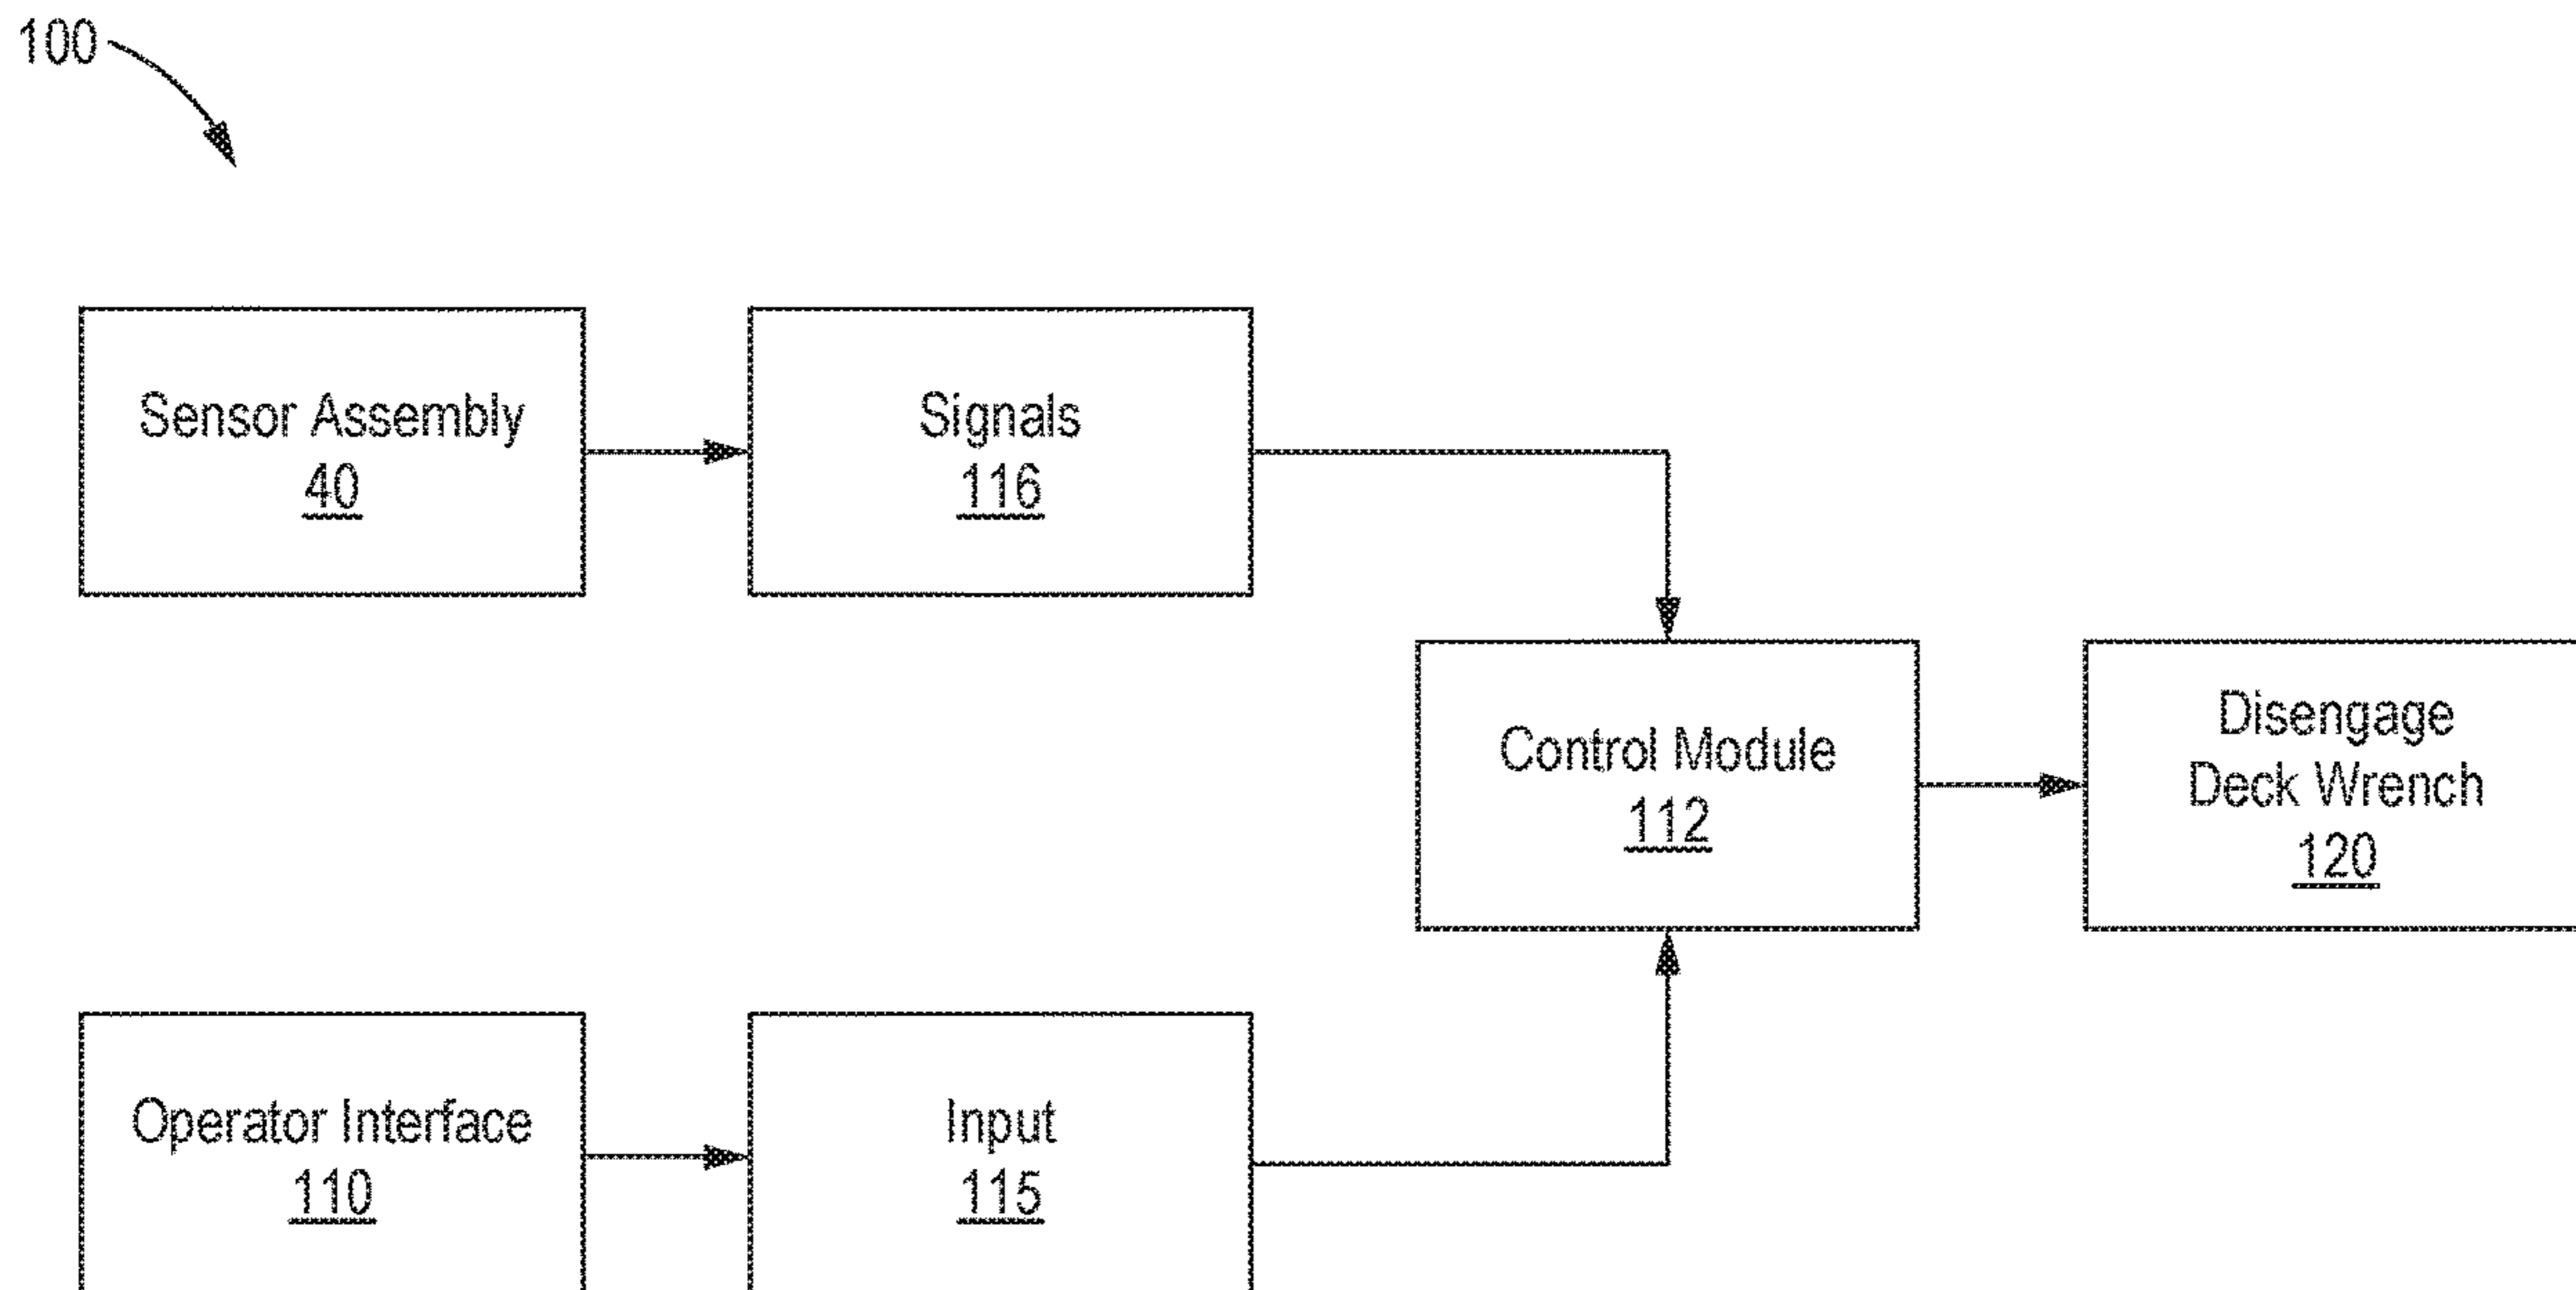 100
Sensor Assembly
40
Signals
116
Control Module
112
Disengage
Deck Wrench
120
Operator Interface
110
Input
115